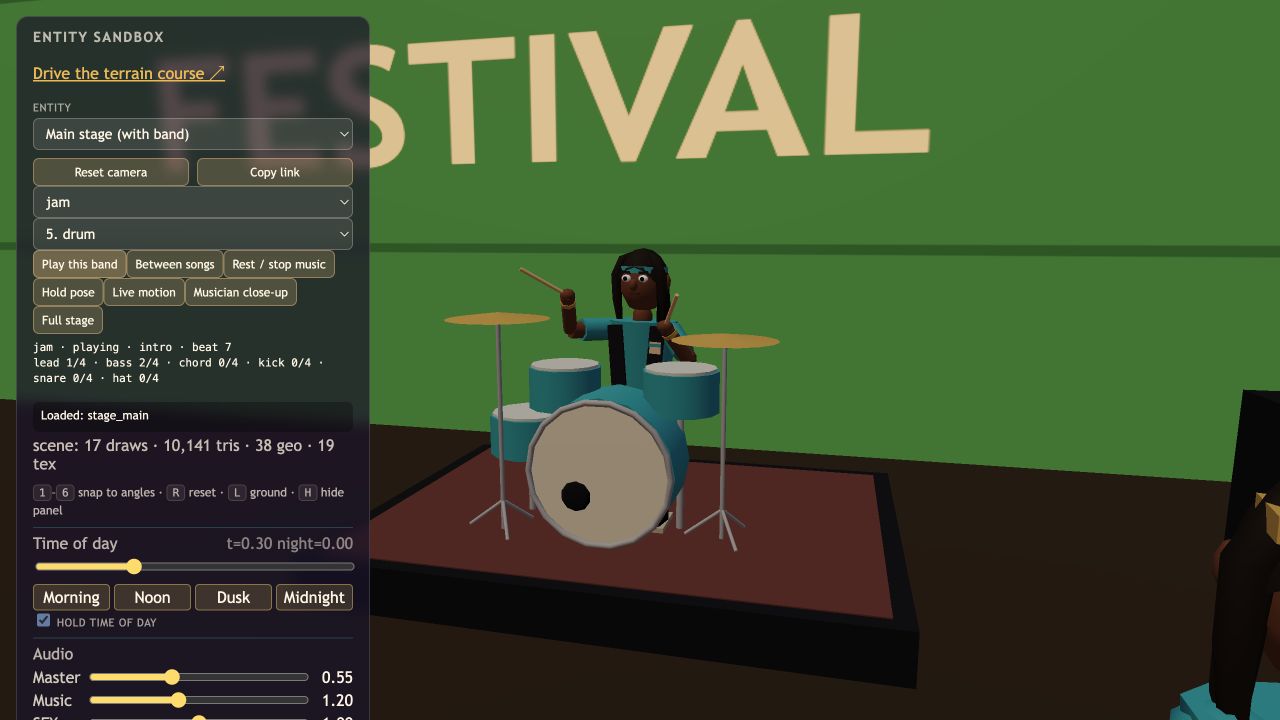 FESTIVAL
ENTITY SANDBOX
Drive the terrain course ↗
ENTITY
Main stage (with band)
Reset camera Copy link
jam
5. drum
Play this band Between songs Rest / stop music
Hold pose Live motion Musician close-up
Full stage
jam · playing · intro · beat 7
lead 1/4 · bass 2/4 · chord 0/4 · kick 0/4 ·
snare 0/4 · hat 0/4
Loaded: stage_main
scene: 17 draws · 10,141 tris · 38 geo · 19
tex
1-6 snap to angles · R reset · L ground · H hide
panel
Time of day t=0.30 night=0.00
Morning Noon Dusk Midnight
HOLD TIME OF DAY
Audio
Master 0.55
Music 1.20